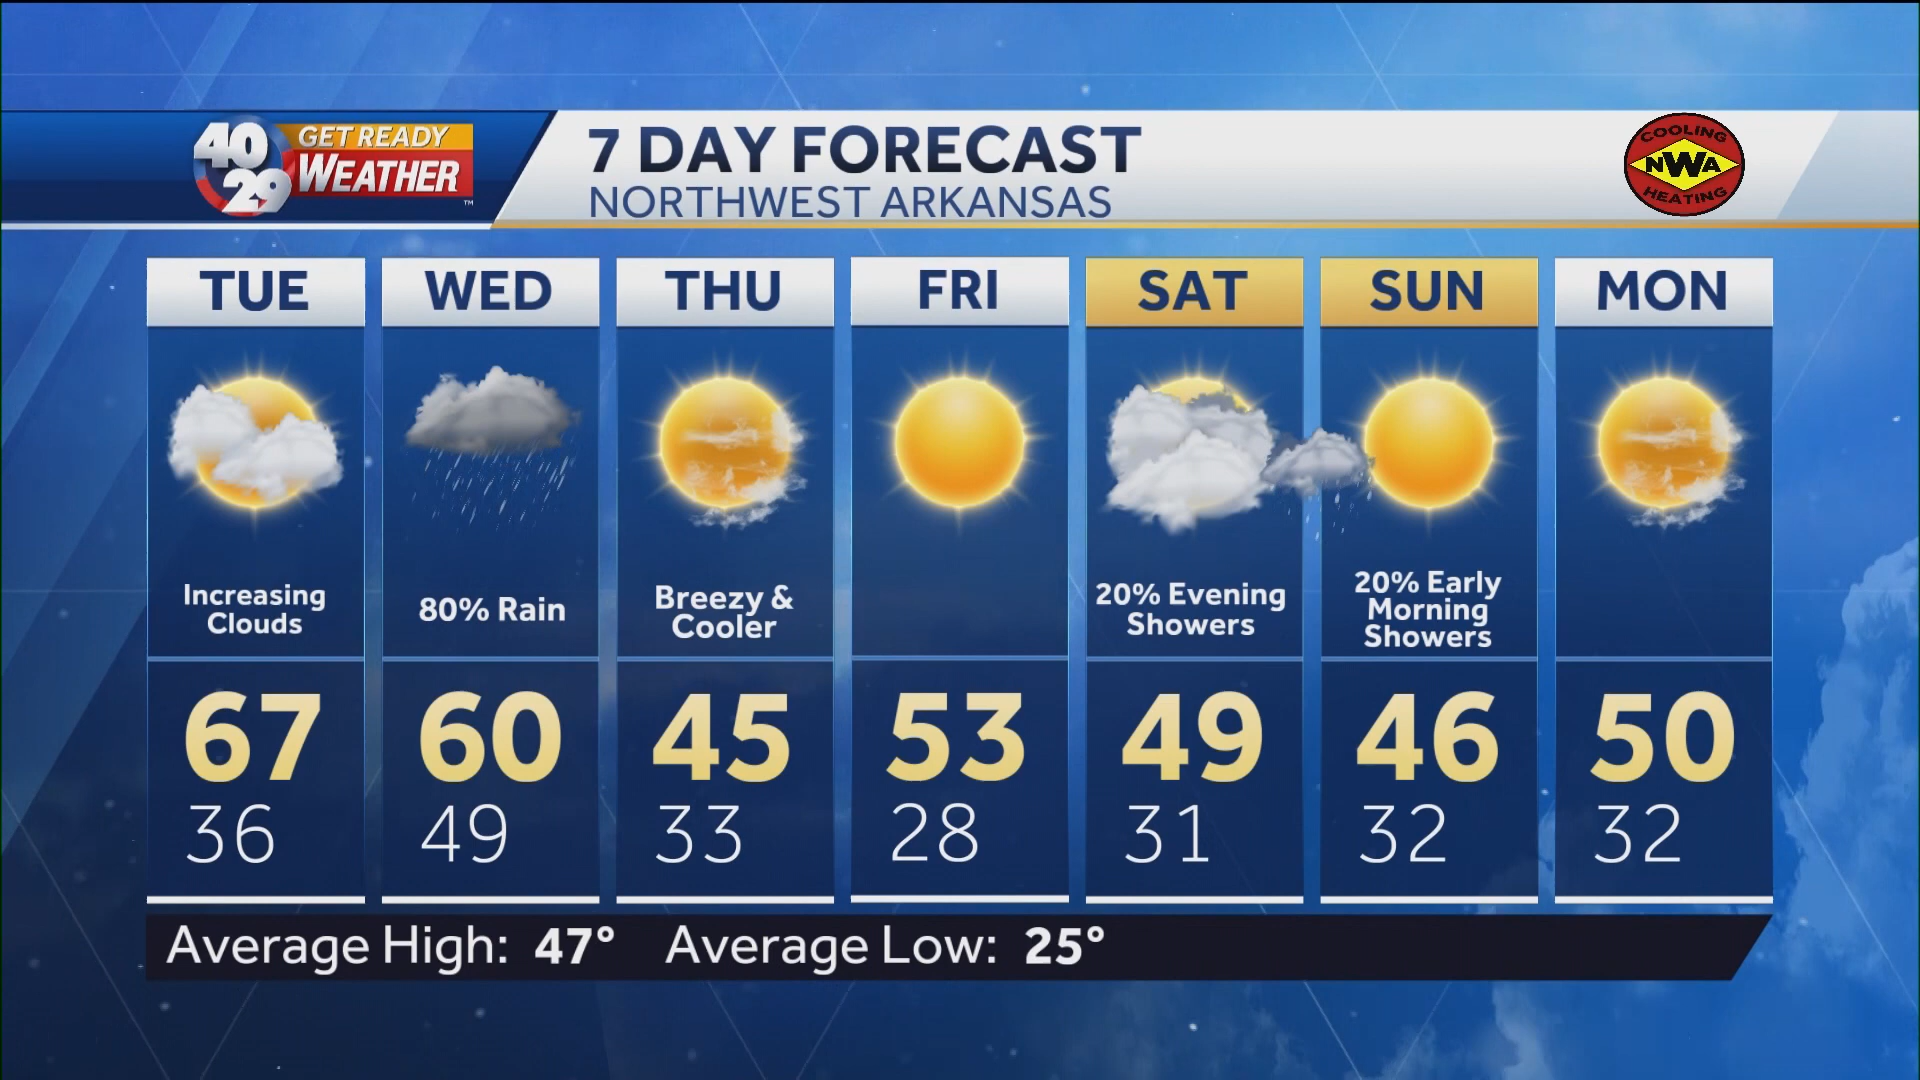 40
29
GET READY
WEATHER
™
7 DAY FORECAST
NORTHWEST ARKANSAS
COOLING
NWA
HEATING
TUE
WED
THU
FRI
SAT
SUN
MON
Increasing
Clouds
80% Rain
Breezy &
Cooler
20% Evening
Showers
20% Early
Morning
Showers
67
60
45
53
49
46
50
36
49
33
28
31
32
32
Average High: 47° Average Low: 25°